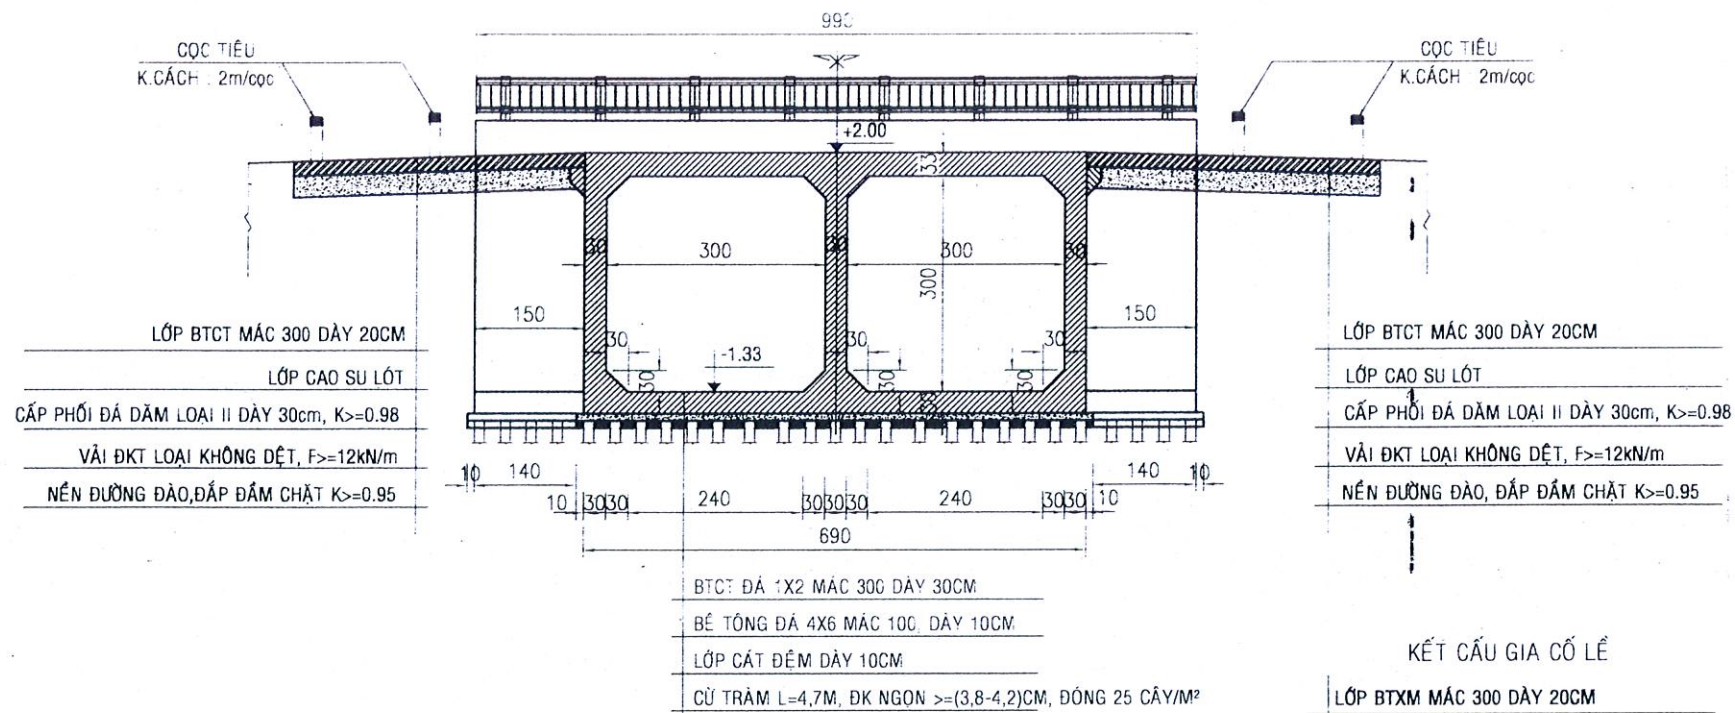 990
CỌC TIÊU
K.CÁCH : 2m/cọc
CỌC TIÊU
K.CÁCH 2m/cọc
+2.00
33
30
300
30
300
30
300
150
150
30
-1.33
30
30
30
30
LỚP BTCT MÁC 300 DÀY 20CM
LỚP CAO SU LÓT
CẤP PHỐI ĐÁ DĂM LOẠI II DÀY 30cm, K>=0.98
VẢI ĐKT LOẠI KHÔNG DỆT, F>=12kN/m
NỀN ĐƯỜNG ĐÀO,ĐẮP ĐẦM CHẶT K>=0.95
LỚP BTCT MÁC 300 DÀY 20CM
LỚP CAO SU LÓT
CẤP PHỐI ĐÁ DĂM LOẠI II DÀY 30cm, K>=0.98
VẢI ĐKT LOẠI KHÔNG DỆT, F>=12kN/m
NỀN ĐƯỜNG ĐÀO, ĐẮP ĐẦM CHẶT K>=0.95
10 140 140 10
10 30 30 240 30 30 30 240 30 30 10
690
BTCT ĐÁ 1X2 MÁC 300 DÀY 30CM
BÊ TÔNG ĐÁ 4X6 MÁC 100, DÀY 10CM
LỚP CÁT ĐỆM DÀY 10CM
CỪ TRÀM L=4,7M, ĐK NGỌN >=(3,8-4,2)CM, ĐÓNG 25 CÂY/M²
KẾT CẤU GIA CỐ LỀ
LỚP BTXM MÁC 300 DÀY 20CM